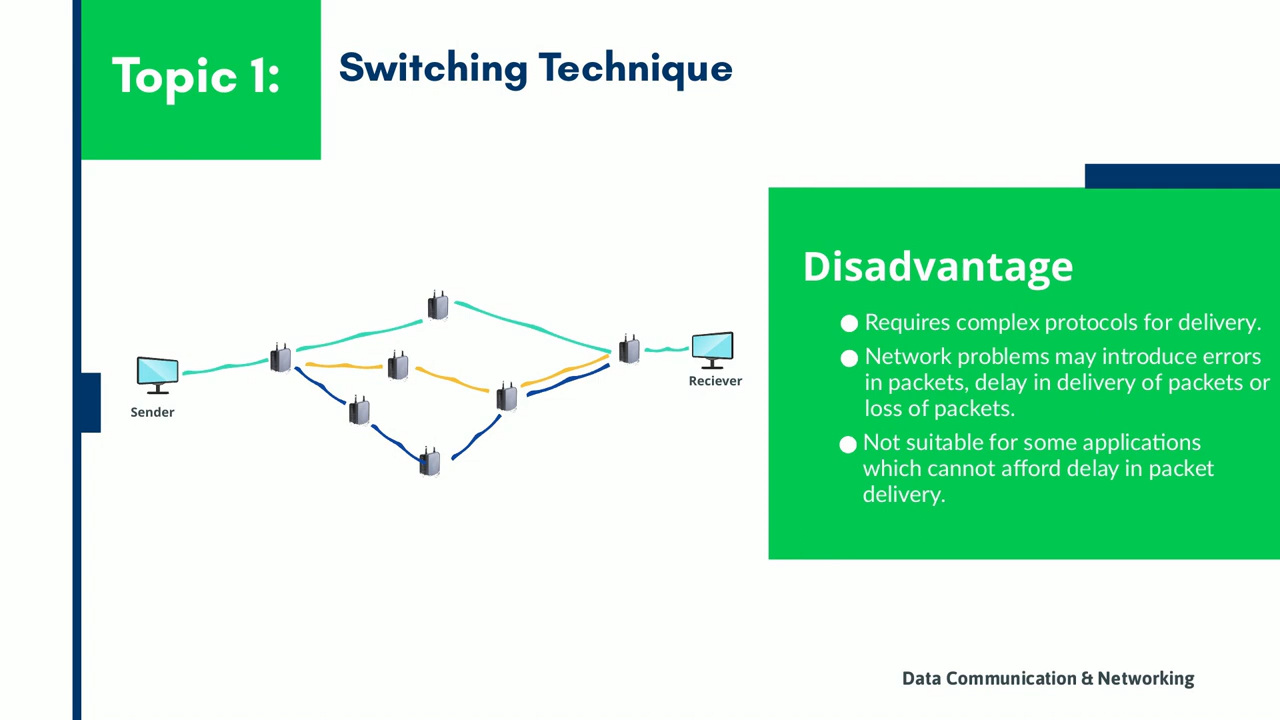 Topic 1:
Switching Technique
Sender
Reciever
Disadvantage
● Requires complex protocols for delivery.
● Network problems may introduce errors
in packets, delay in delivery of packets or
loss of packets.
● Not suitable for some applications
which cannot afford delay in packet
delivery.
Data Communication & Networking